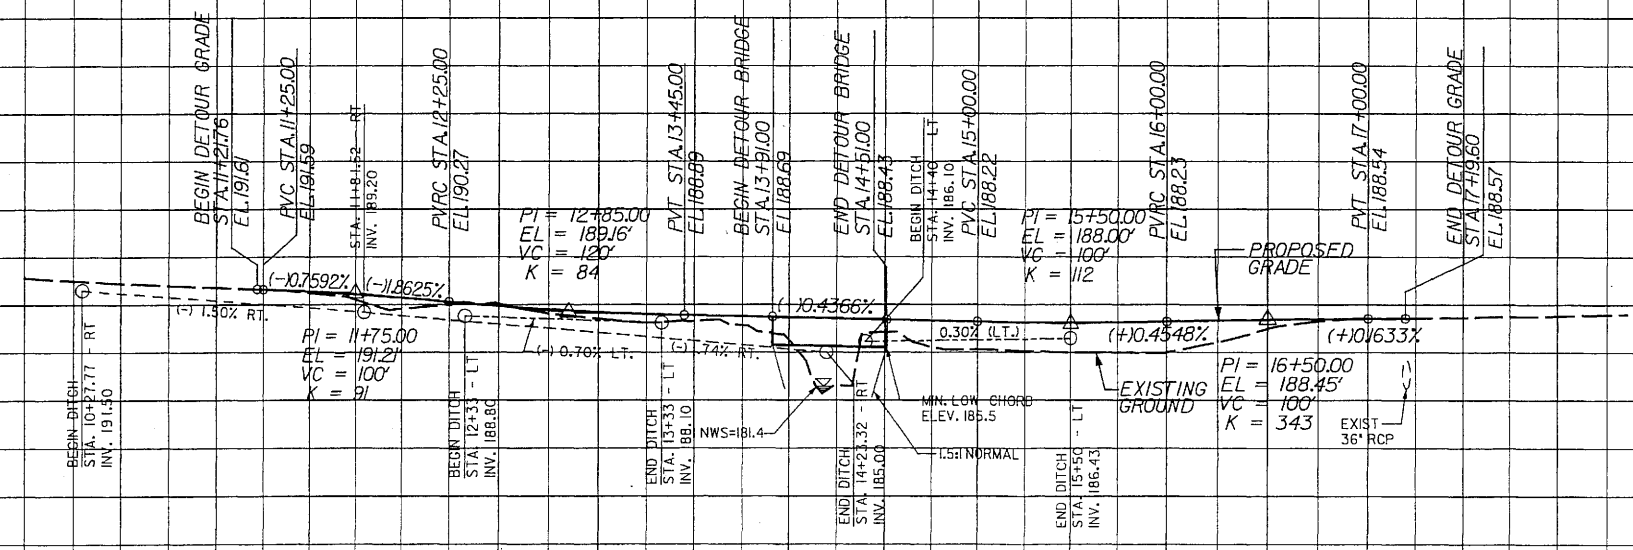 BEGIN DETOUR GRADE
STA. 11+21.76
EL. 191.61
PVC STA. 11+25.00
EL. 191.59
STA. 11+81.52 - RT
INV. 189.20
PVRC STA. 12+25.00
EL. 190.27
PI = 12+85.00
EL = 189.16'
VC = 120'
K = 84
PVT STA. 13+45.00
EL. 188.89
BEGIN DETOUR BRIDGE
STA. 13+91.00
EL. 188.69
END DETOUR BRIDGE
STA. 14+51.00
EL. 188.43
BEGIN DITCH
STA. 14+40 LT
INV. 186.10
PVC STA. 15+00.00
EL. 188.22
PI = 15+50.00
EL = 188.00'
VC = 100'
K = 112
PVRC STA. 16+00.00
EL. 188.23
PROPOSED
GRADE
PVT STA. 17+00.00
EL. 188.54
END DETOUR GRADE
STA. 17+19.60
EL. 188.57
(-)0.7592%
(-)1.8625%
(-)0.4366%
(+)0.4548%
(+)0.1633%
(-) 1.50% RT.
(-) 0.70% LT.
0.30% (LT.)
PI = 11+75.00
EL = 191.21'
VC = 100'
K = 91
BEGIN DITCH
STA. 10+27.77 - RT
INV. 191.50
BEGIN DITCH
STA. 12+33 - LT
INV. 188.80
END DITCH
STA. 13+33 - LT
INV. 188.10
NWS=181.4
END DITCH
STA. 14+23.32 - RT
INV. 185.00
MIN. LOW CHORD
ELEV. 185.5
1.5:1 NORMAL
END DITCH
STA. 15+50 - LT
INV. 186.43
EXISTING
GROUND
PI = 16+50.00
EL = 188.45'
VC = 100'
K = 343
EXIST
36" RCP